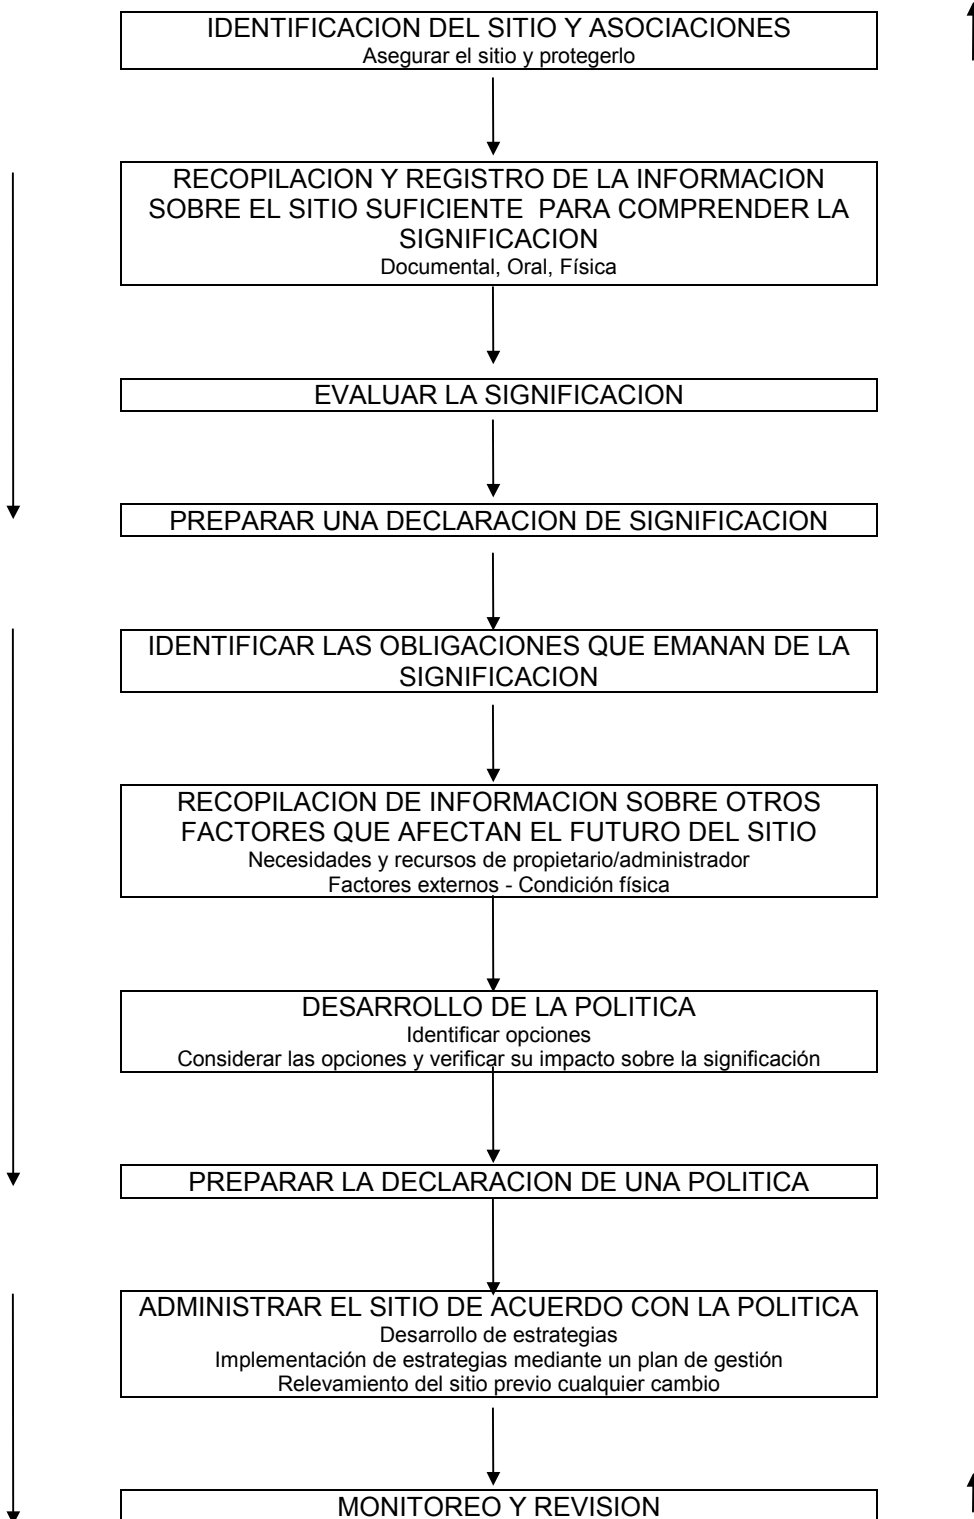 IDENTIFICACION DEL SITIO Y ASOCIACIONES
Asegurar el sitio y protegerlo
RECOPILACION Y REGISTRO DE LA INFORMACION
SOBRE EL SITIO SUFICIENTE PARA COMPRENDER LA
SIGNIFICACION
Documental, Oral, Física
EVALUAR LA SIGNIFICACION
PREPARAR UNA DECLARACION DE SIGNIFICACION
IDENTIFICAR LAS OBLIGACIONES QUE EMANAN DE LA
SIGNIFICACION
RECOPILACION DE INFORMACION SOBRE OTROS
FACTORES QUE AFECTAN EL FUTURO DEL SITIO
Necesidades y recursos de propietario/administrador
Factores externos - Condición física
DESARROLLO DE LA POLITICA
Identificar opciones
Considerar las opciones y verificar su impacto sobre la significación
PREPARAR LA DECLARACION DE UNA POLITICA
ADMINISTRAR EL SITIO DE ACUERDO CON LA POLITICA
Desarrollo de estrategias
Implementación de estrategias mediante un plan de gestión
Relevamiento del sitio previo cualquier cambio
MONITOREO Y REVISION